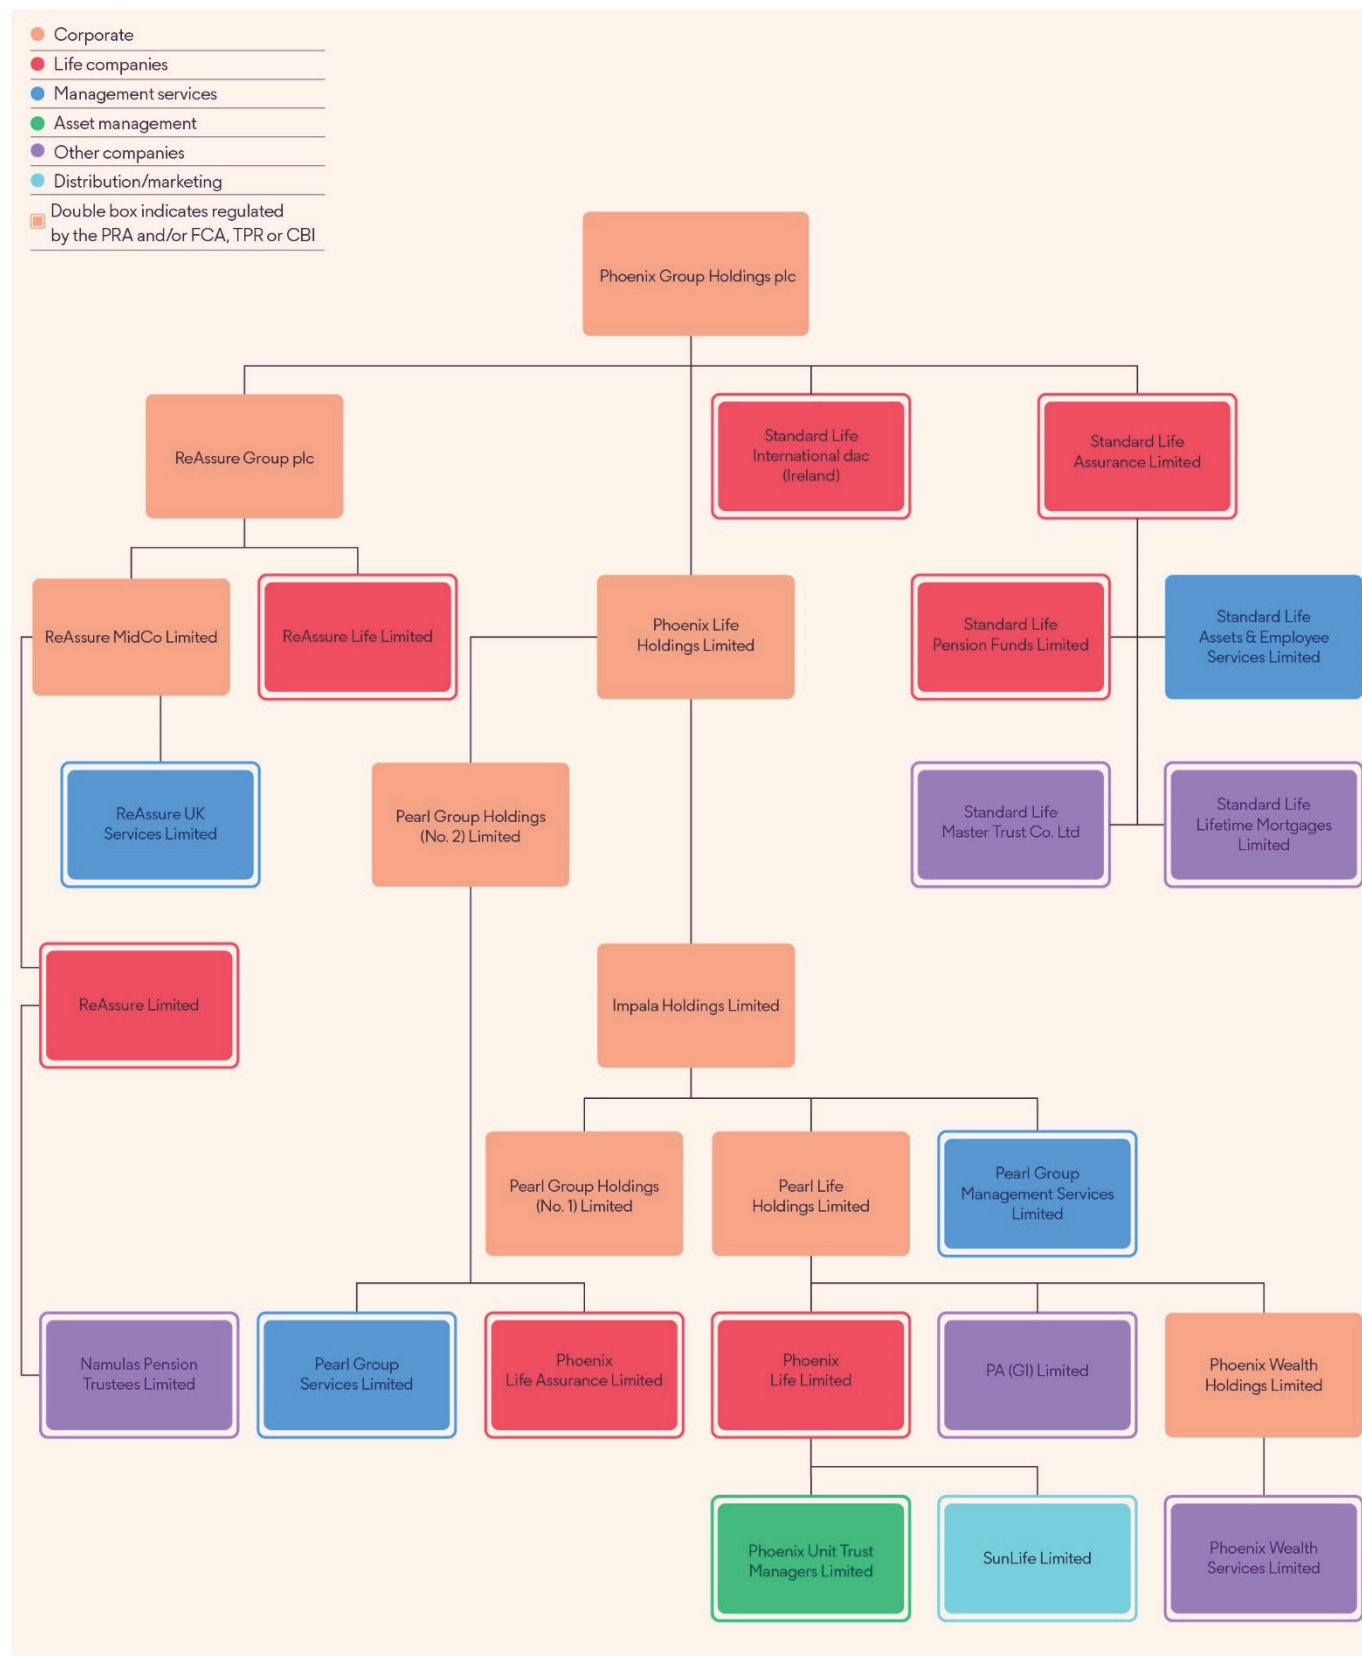 Corporate
Life companies
Management services
Asset management
Other companies
Distribution/marketing
Double box indicates regulated
by the PRA and/or FCA, TPR or CBI
Phoenix Group Holdings plc
ReAssure Group plc
Standard Life
International dac
(Ireland)
Standard Life
Assurance Limited
ReAssure MidCo Limited
ReAssure Life Limited
Phoenix Life
Holdings Limited
Standard Life
Pension Funds Limited
Standard Life
Assets & Employee
Services Limited
ReAssure UK
Services Limited
Pearl Group Holdings
(No. 2) Limited
Standard Life
Master Trust Co. Ltd
Standard Life
Lifetime Mortgages
Limited
ReAssure Limited
Impala Holdings Limited
Pearl Group Holdings
(No. 1) Limited
Pearl Life
Holdings Limited
Pearl Group
Management Services
Limited
Namulas Pension
Trustees Limited
Pearl Group
Services Limited
Phoenix
Life Assurance Limited
Phoenix
Life Limited
PA (GI) Limited
Phoenix Wealth
Holdings Limited
Phoenix Unit Trust
Managers Limited
SunLife Limited
Phoenix Wealth
Services Limited